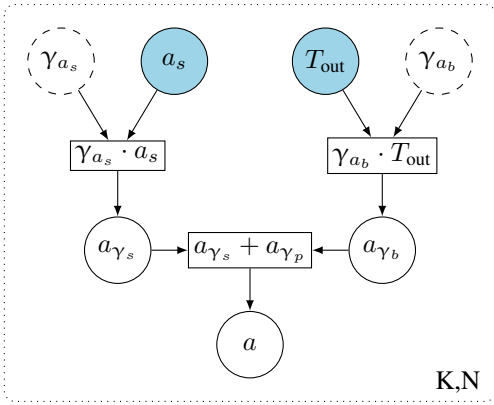 γ_{a_s} a_s T_out γ_{a_b}
γ_{a_s} · a_s γ_{a_b} · T_out
a_{γ_s} a_{γ_s} + a_{γ_p} a_{γ_b}
a
K,N